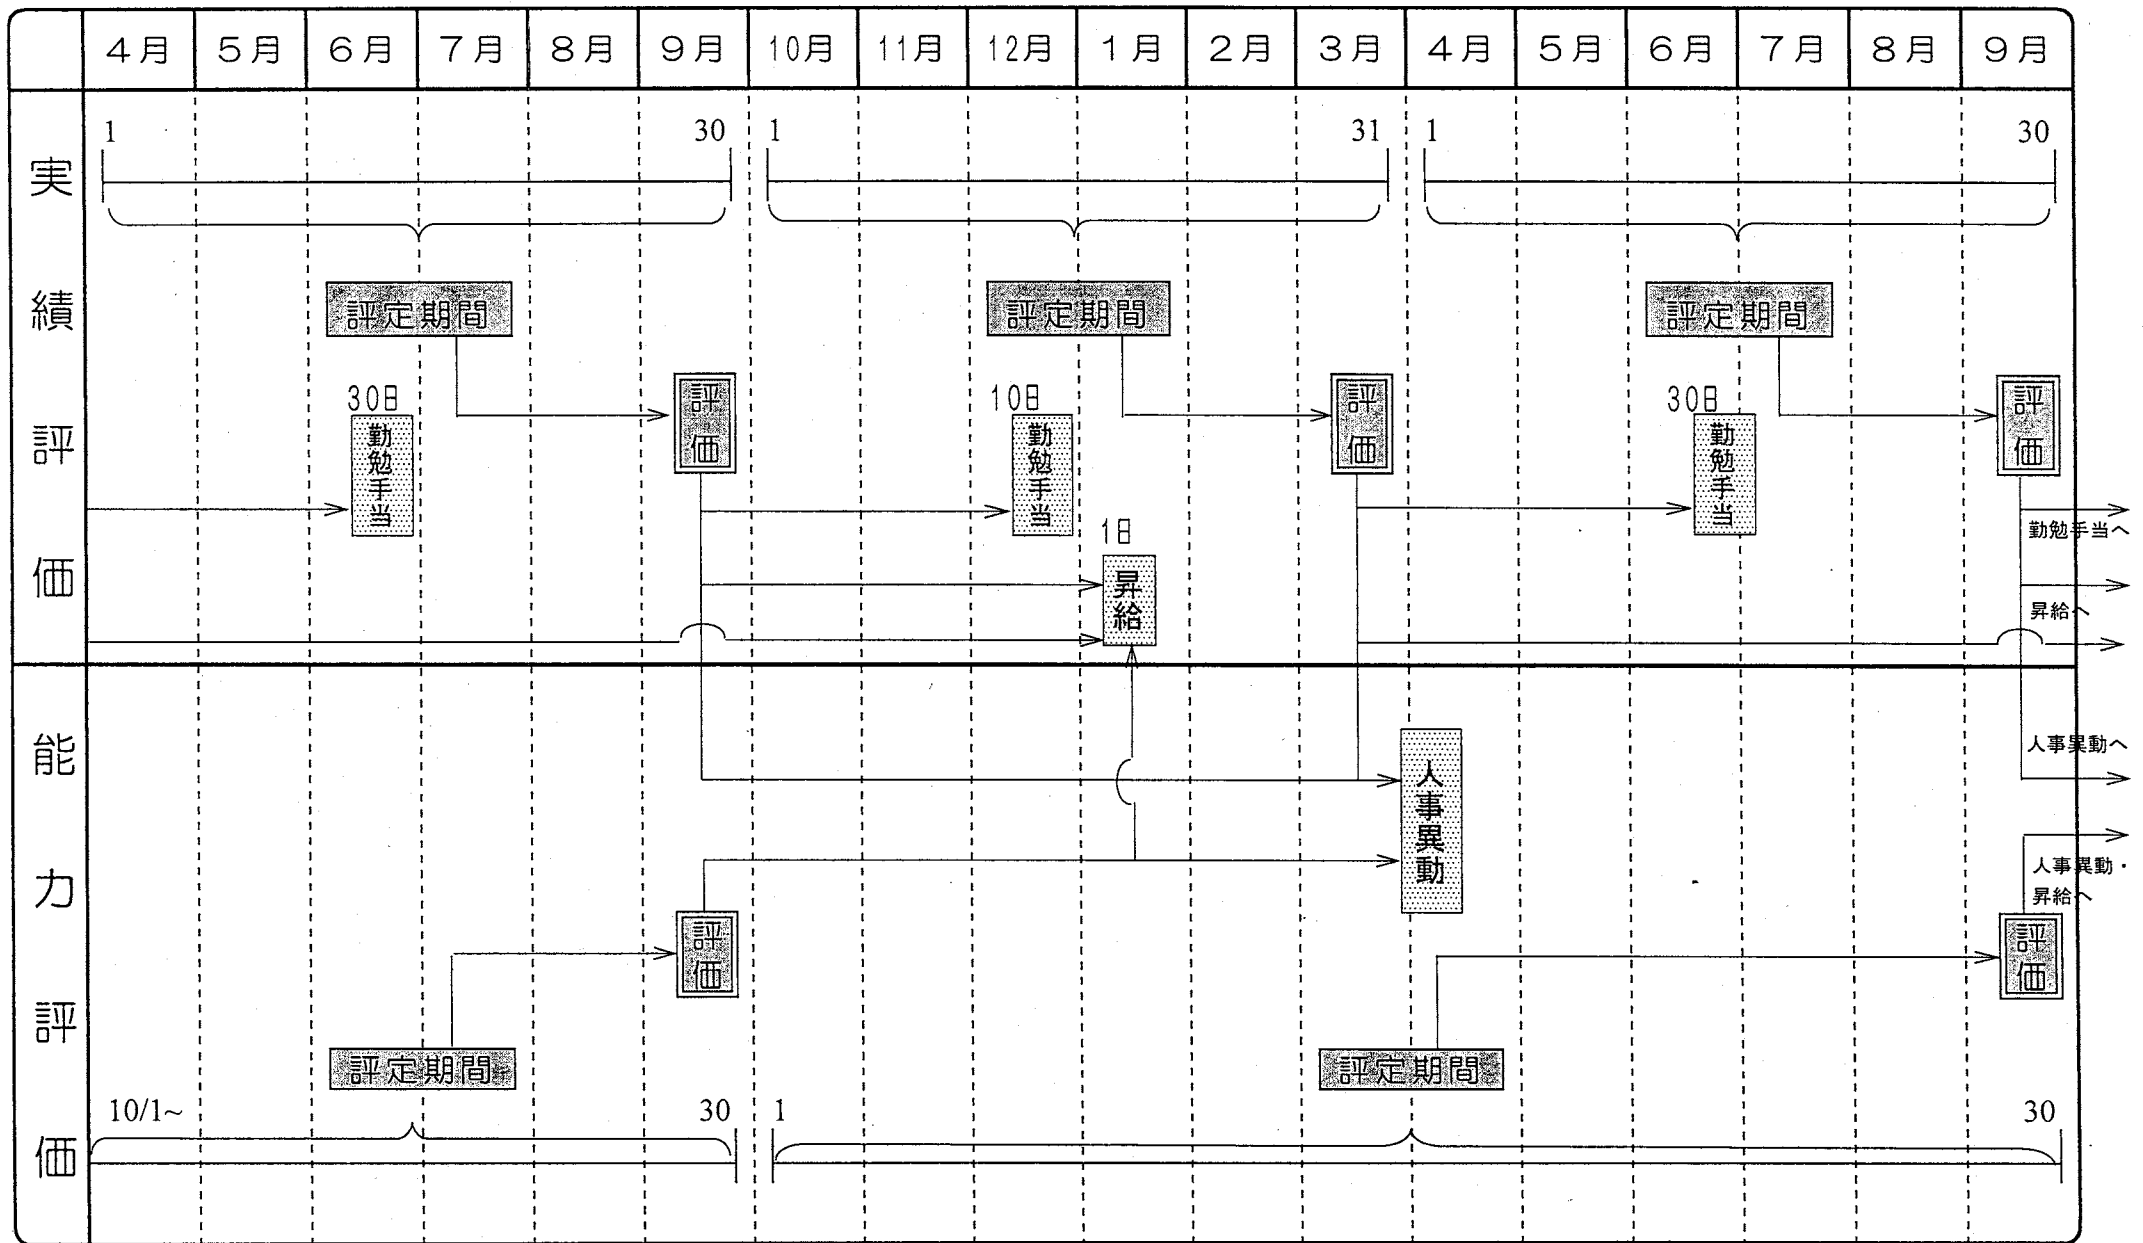 4月 5月 6月 7月 8月 9月 10月 11月 12月 1月 2月 3月 4月 5月 6月 7月 8月 9月
実績評価
1 30 1 31 1 30
評定期間 評定期間 評定期間
評価 評価 評価
30日 10日 30日
勤勉手当 勤勉手当 勤勉手当
勤勉手当へ
1日
昇給
昇給へ
能力評価
人事異動へ
人事異動
人事異動・
昇給へ
評価 評価
評定期間 評定期間
10/1~ 30 1 30